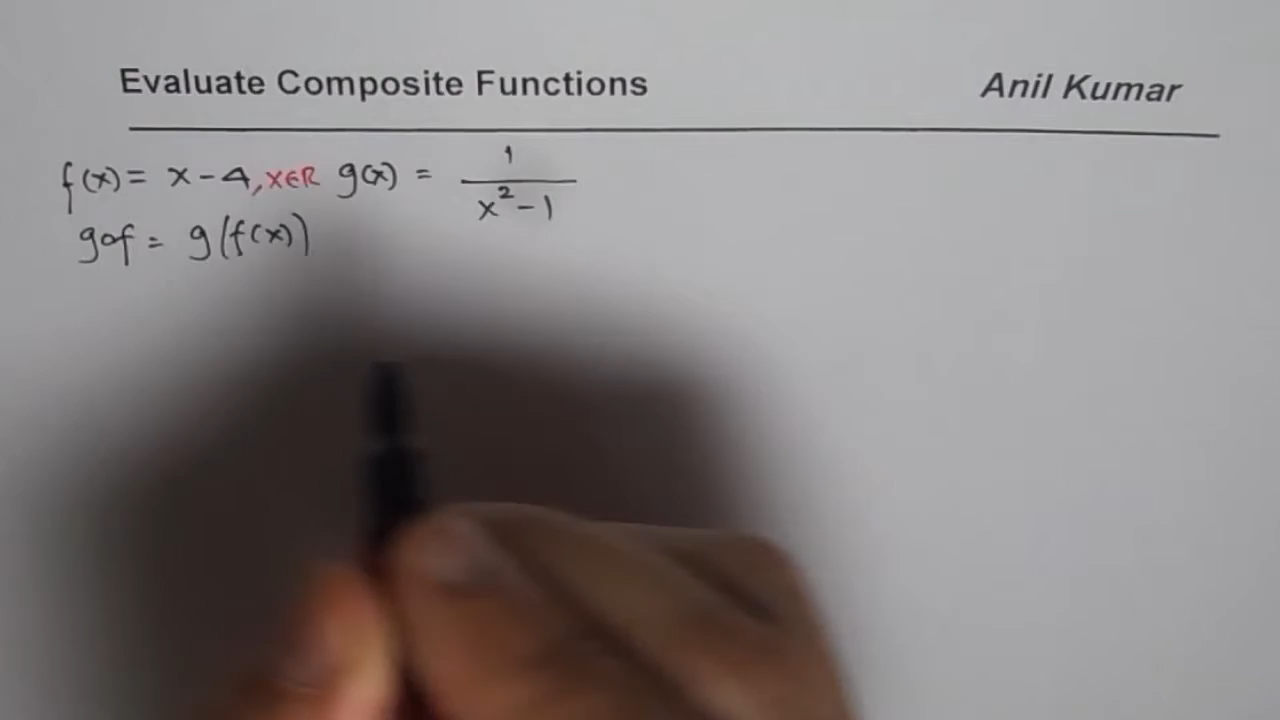 Evaluate Composite Functions Anil Kumar
f(x) = x - 4, x∈R g(x) = 1/(x² - 1)
gof = g(f(x))